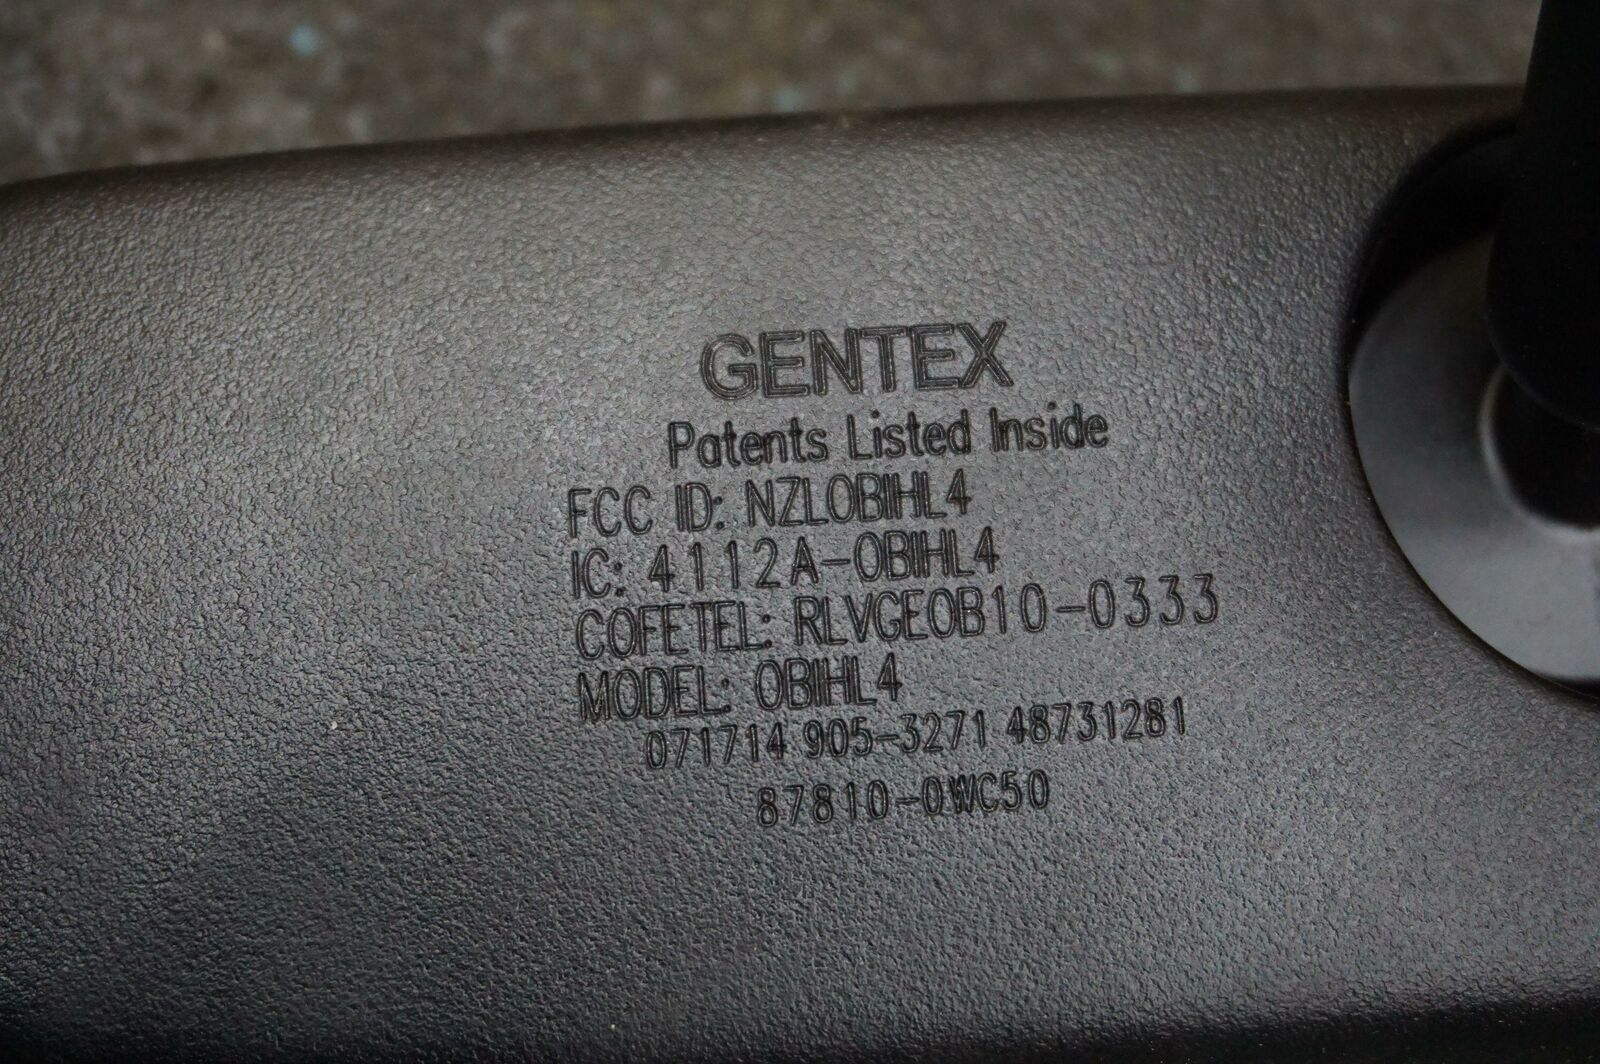 GENTEX
Patents Listed Inside
FCC ID: NZLOBIHL4
IC: 4112A-OBIHL4
COFETEL: RLVGEOB10-0333
MODEL: OBIHL4
071714 905-3271 48731281
87810-0WC50